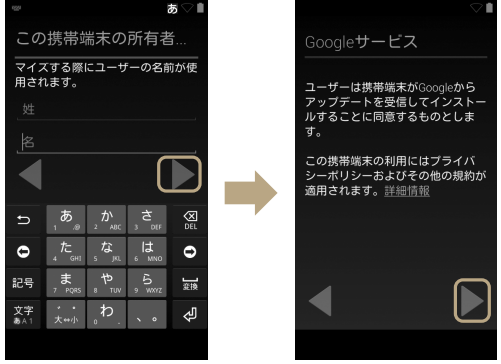 あ
この携帯端末の所有者...
マイズする際にユーザーの名前が使
用されます。
姓
名
あ 1 .@
か 2 ABC
さ 3 DEF
DEL
た 4 GHI
な 5 JKL
は 6 MNO
記号
ま 7 PQRS
や 8 TUV
ら 9 WXYZ
変換
文字
あA1
大⇔小
わ 0
、。
Googleサービス
ユーザーは携帯端末がGoogleから
アップデートを受信してインストー
ルすることに同意するものとしま
す。
この携帯端末の利用にはプライバ
シーポリシーおよびその他の規約が
適用されます。詳細情報